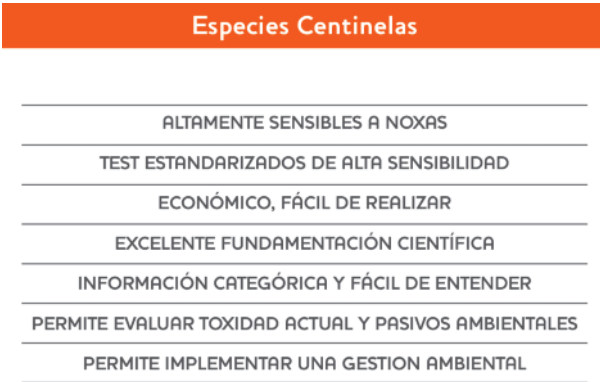 Especies Centinelas
ALTAMENTE SENSIBLES A NOXAS
TEST ESTANDARIZADOS DE ALTA SENSIBILIDAD
ECONÓMICO, FÁCIL DE REALIZAR
EXCELENTE FUNDAMENTACIÓN CIENTÍFICA
INFORMACIÓN CATEGÓRICA Y FÁCIL DE ENTENDER
PERMITE EVALUAR TOXIDAD ACTUAL Y PASIVOS AMBIENTALES
PERMITE IMPLEMENTAR UNA GESTION AMBIENTAL